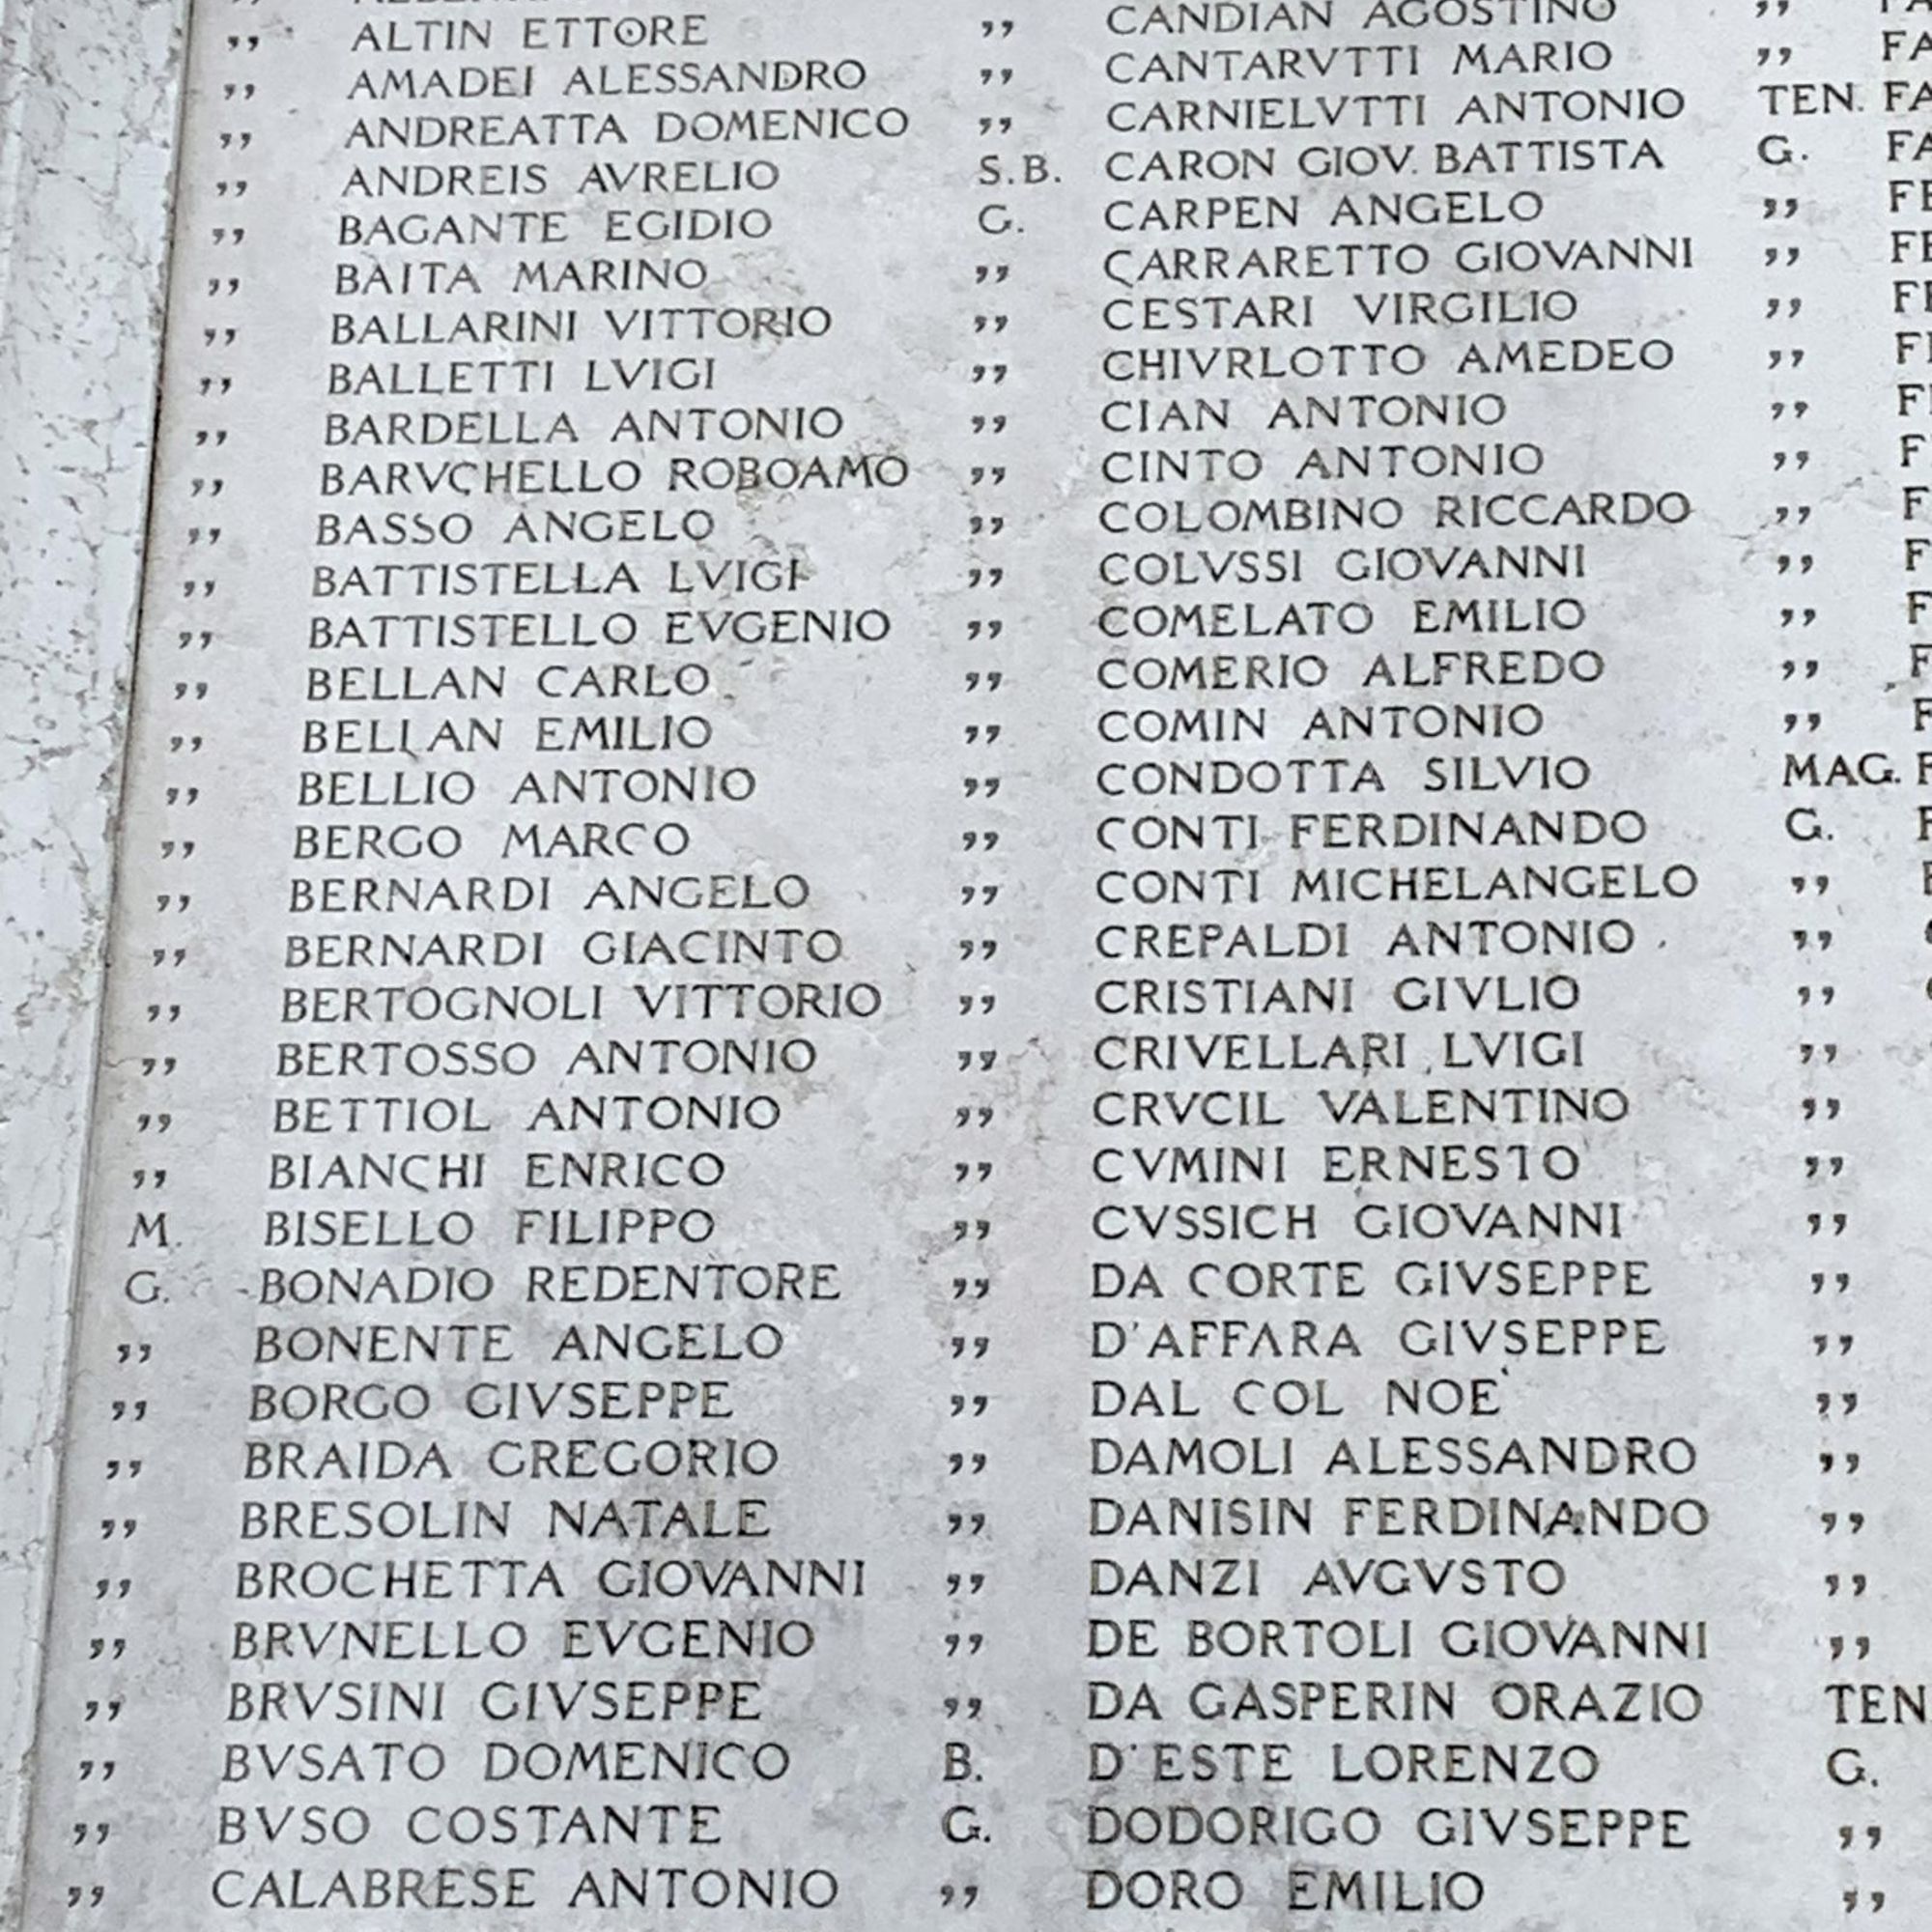 ,, ALTIN ETTORE
,, AMADEI ALESSANDRO
,, ANDREATTA DOMENICO
,, ANDREIS AVRELIO
,, BAGANTE EGIDIO
,, BAITA MARINO
,, BALLARINI VITTORIO
,, BALLETTI LVIGI
,, BARDELLA ANTONIO
,, BARVCHELLO ROBOAMO
,, BASSO ANGELO
,, BATTISTELLA LVIGI
,, BATTISTELLO EVGENIO
,, BELLAN CARLO
,, BELLAN EMILIO
,, BELLIO ANTONIO
,, BERGO MARCO
,, BERNARDI ANGELO
,, BERNARDI GIACINTO
,, BERTOGNOLI VITTORIO
,, BERTOSSO ANTONIO
,, BETTIOL ANTONIO
,, BIANCHI ENRICO
M. BISELLO FILIPPO
G. BONADIO REDENTORE
,, BONENTE ANGELO
,, BORGO GIVSEPPE
,, BRAIDA GREGORIO
,, BRESOLIN NATALE
,, BROCHETTA GIOVANNI
,, BRVNELLO EVGENIO
,, BRVSINI GIVSEPPE
,, BVSATO DOMENICO
,, BVSO COSTANTE
,, CALABRESE ANTONIO
CANDIAN AGOSTINO
,, CANTARVTTI MARIO
,, CARNIELVTTI ANTONIO
S.B. CARON GIOV. BATTISTA
G. CARPEN ANGELO
,, CARRARETTO GIOVANNI
,, CESTARI VIRGILIO
,, CHIVRLOTTO AMEDEO
,, CIAN ANTONIO
,, CINTO ANTONIO
,, COLOMBINO RICCARDO
,, COLVSSI GIOVANNI
,, COMELATO EMILIO
,, COMERIO ALFREDO
,, COMIN ANTONIO
,, CONDOTTA SILVIO
,, CONTI FERDINANDO
,, CONTI MICHELANGELO
,, CREPALDI ANTONIO
,, CRISTIANI GIVLIO
,, CRIVELLARI LVIGI
,, CRVCIL VALENTINO
,, CVMINI ERNESTO
,, CVSSICH GIOVANNI
,, DA CORTE GIVSEPPE
,, D'AFFARA GIVSEPPE
,, DAL COL NOE'
,, DAMOLI ALESSANDRO
,, DANISIN FERDINANDO
,, DANZI AVGVSTO
,, DE BORTOLI GIOVANNI
,, DA GASPERIN ORAZIO
B. D'ESTE LORENZO
G. DODORIGO GIVSEPPE
,, DORO EMILIO
TEN.
G.
MAG.
G.
TEN
G.